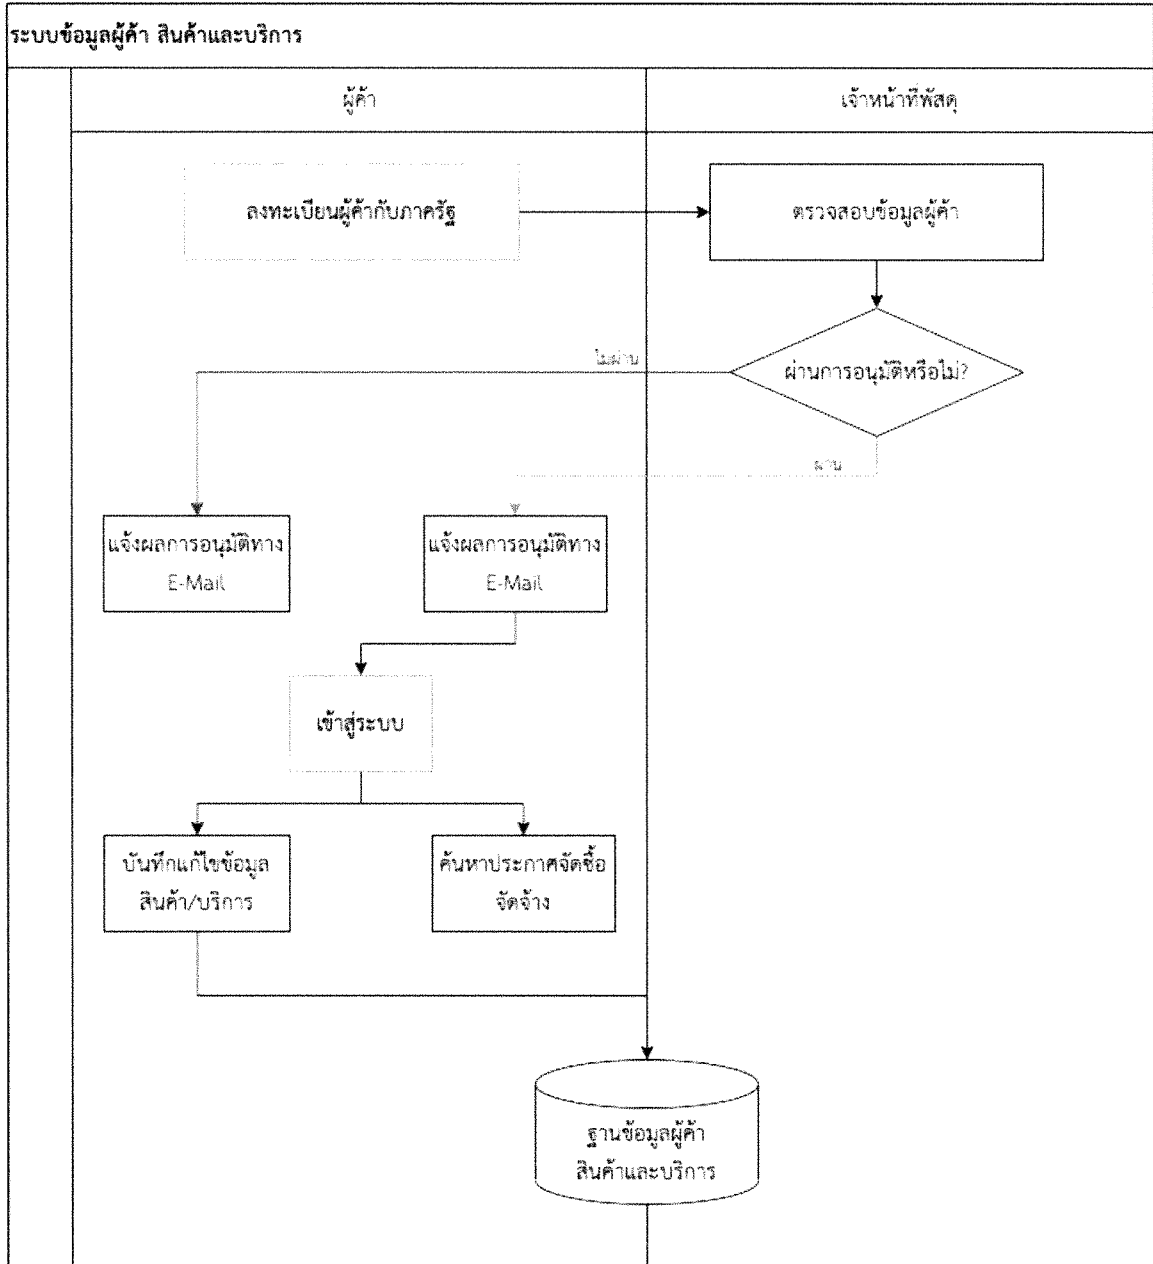 ระบบข้อมูลผู้ค้า สินค้าและบริการ
ผู้ค้า
เจ้าหน้าที่พัสดุ
ลงทะเบียนผู้ค้ากับภาครัฐ
ตรวจสอบข้อมูลผู้ค้า
ไม่ผ่าน
ผ่านการอนุมัติหรือไม่?
ผ่าน
แจ้งผลการอนุมัติทาง
E-Mail
แจ้งผลการอนุมัติทาง
E-Mail
เข้าสู่ระบบ
บันทึกแก้ไขข้อมูล
สินค้า/บริการ
ค้นหาประกาศจัดซื้อ
จัดจ้าง
ฐานข้อมูลผู้ค้า
สินค้าและบริการ